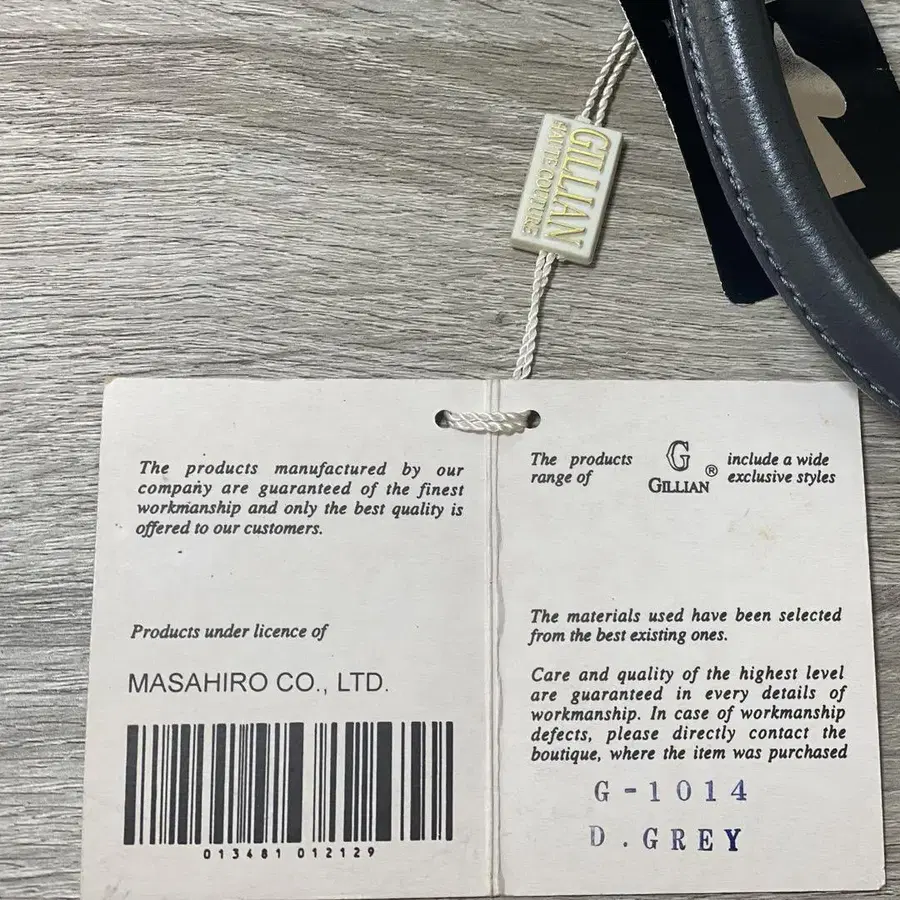 GILLIAN
HAUTE COUTURE
The products manufactured by our
company are guaranteed of the finest
workmanship and only the best quality is
offered to our customers.
Products under licence of
MASAHIRO CO., LTD.
013481 012129
The products
range of
G
GILLIAN ®
include a wide
exclusive styles
The materials used have been selected
from the best existing ones.
Care and quality of the highest level
are guaranteed in every details of
workmanship. In case of workmanship
defects, please directly contact the
boutique, where the item was purchased
G-1014
D.GREY